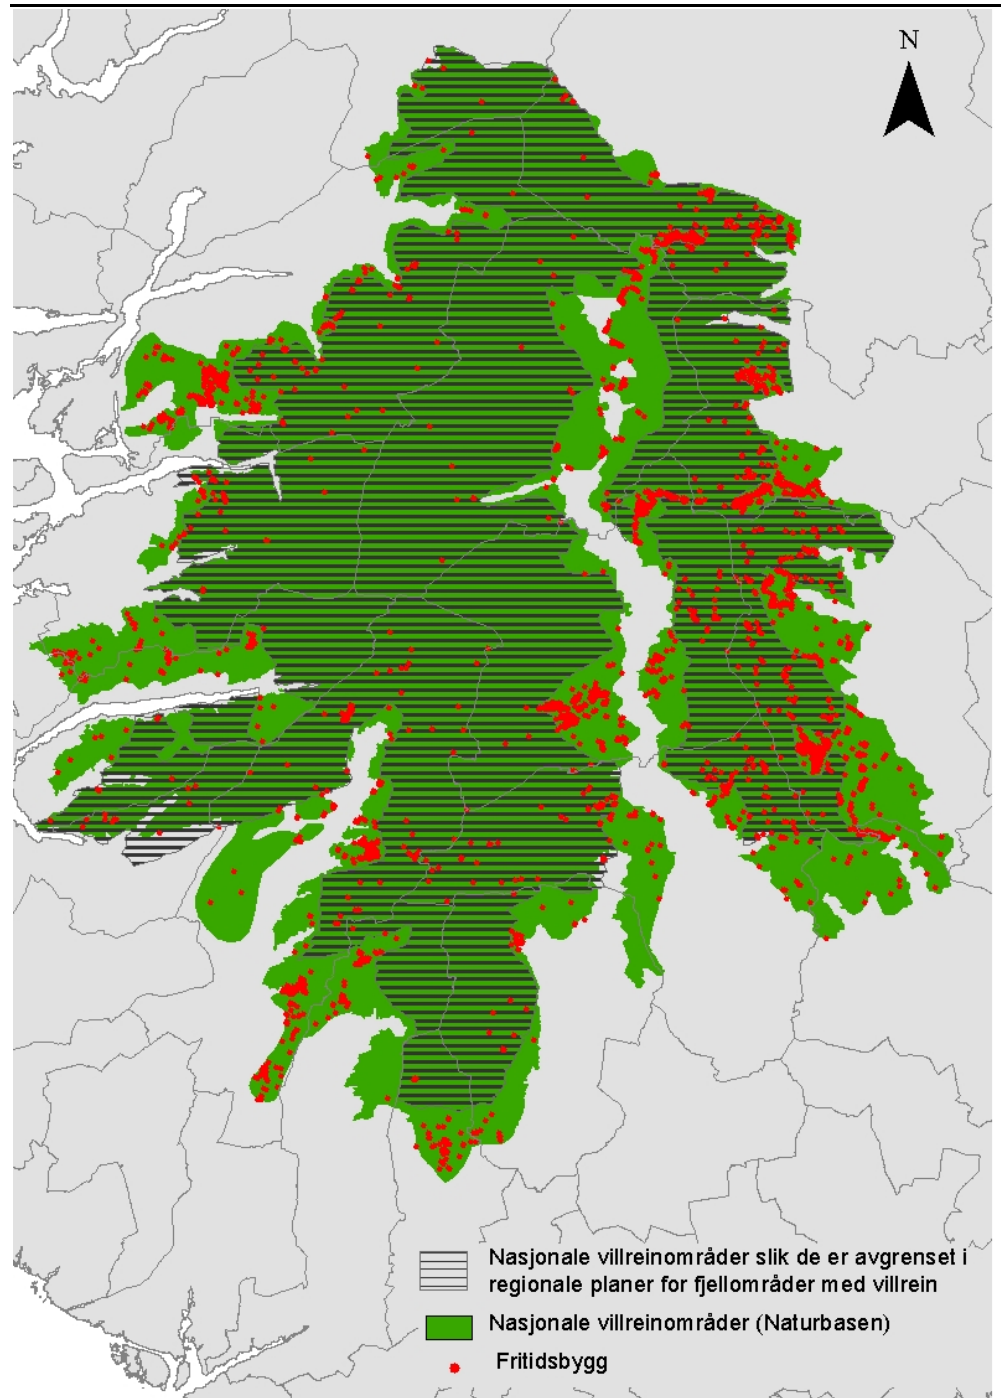 N
Nasjonale villreinområder slik de er avgrenset i
regionale planer for fjellområder med villrein
Nasjonale villreinområder (Naturbasen)
Fritidsbygg